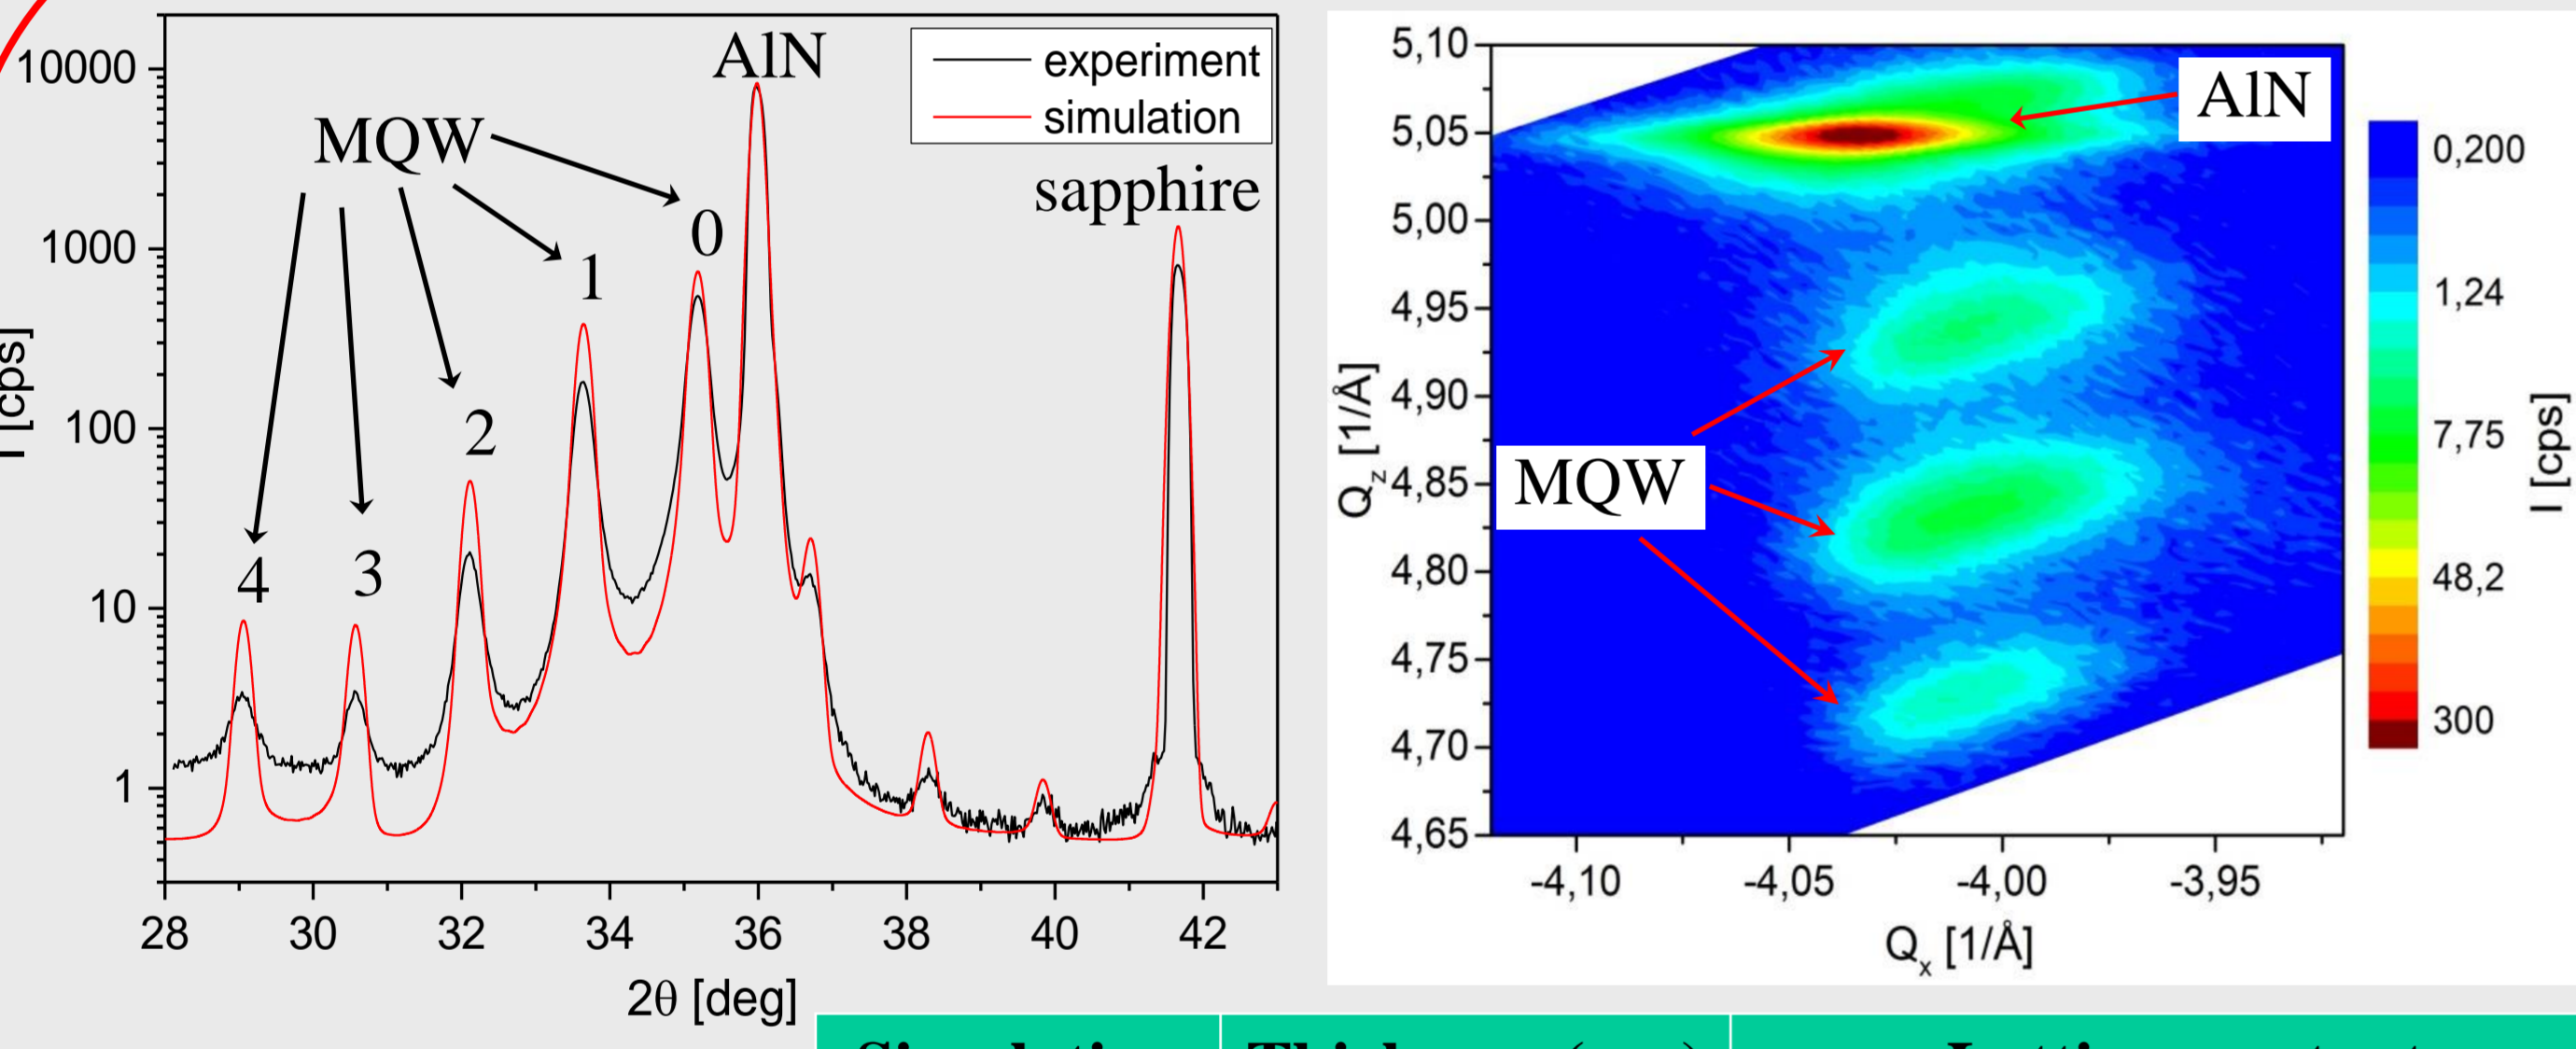 10000
1000
100
10
1
[cps]
AlN
MQW
0
1
2
3
4
sapphire
experiment
simulation
28 30 32 34 36 38 40 42
2θ [deg]
5,10
5,05
5,00
4,95
4,90
4,85
4,80
4,75
4,70
4,65
Qz [1/Å]
AlN
MQW
-4,10 -4,05 -4,00 -3,95
Qx [1/Å]
0,200
1,24
7,75
48,2
300
I [cps]